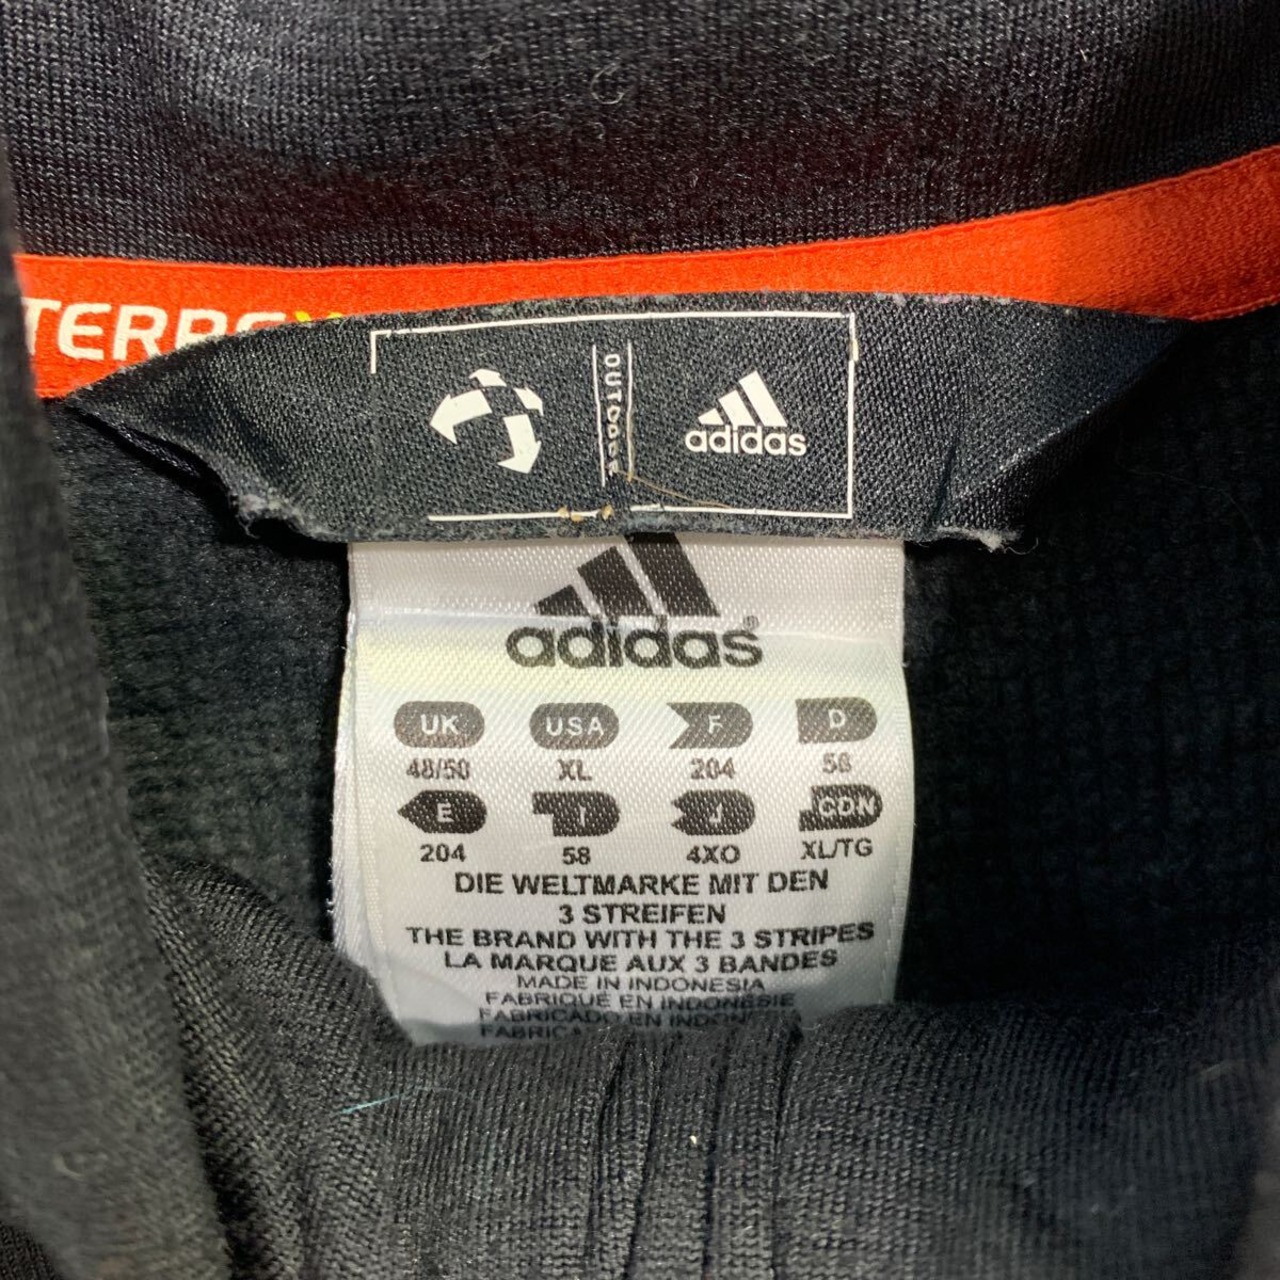 TERREX
OUTDOOR
adidas
adidas®
UK USA F D
48/50 XL 204 58
E I J CDN
204 58 4XO XL/TG
DIE WELTMARKE MIT DEN
3 STREIFEN
THE BRAND WITH THE 3 STRIPES
LA MARQUE AUX 3 BANDES
MADE IN INDONESIA
FABRIQUÉ EN INDONÉSIE
FABRICADO EN